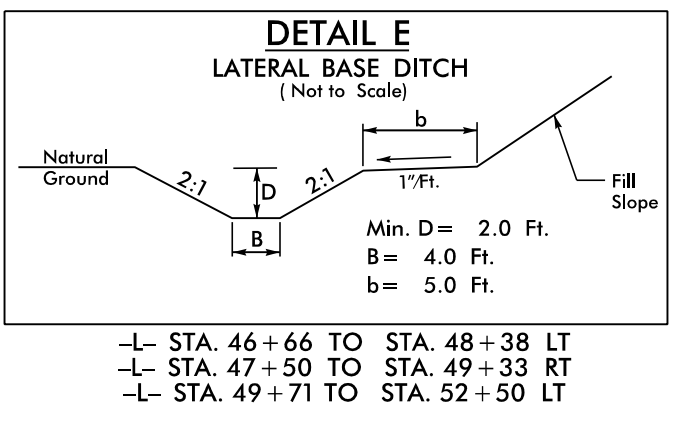 DETAIL E
LATERAL BASE DITCH
( Not to Scale)
b
Natural
Ground
2:1
D
2:1
1"/Ft.
Fill
Slope
B
Min. D= 2.0 Ft.
B= 4.0 Ft.
b= 5.0 Ft.
–L– STA. 46+66 TO STA. 48+38 LT
–L– STA. 47+50 TO STA. 49+33 RT
–L– STA. 49+71 TO STA. 52+50 LT